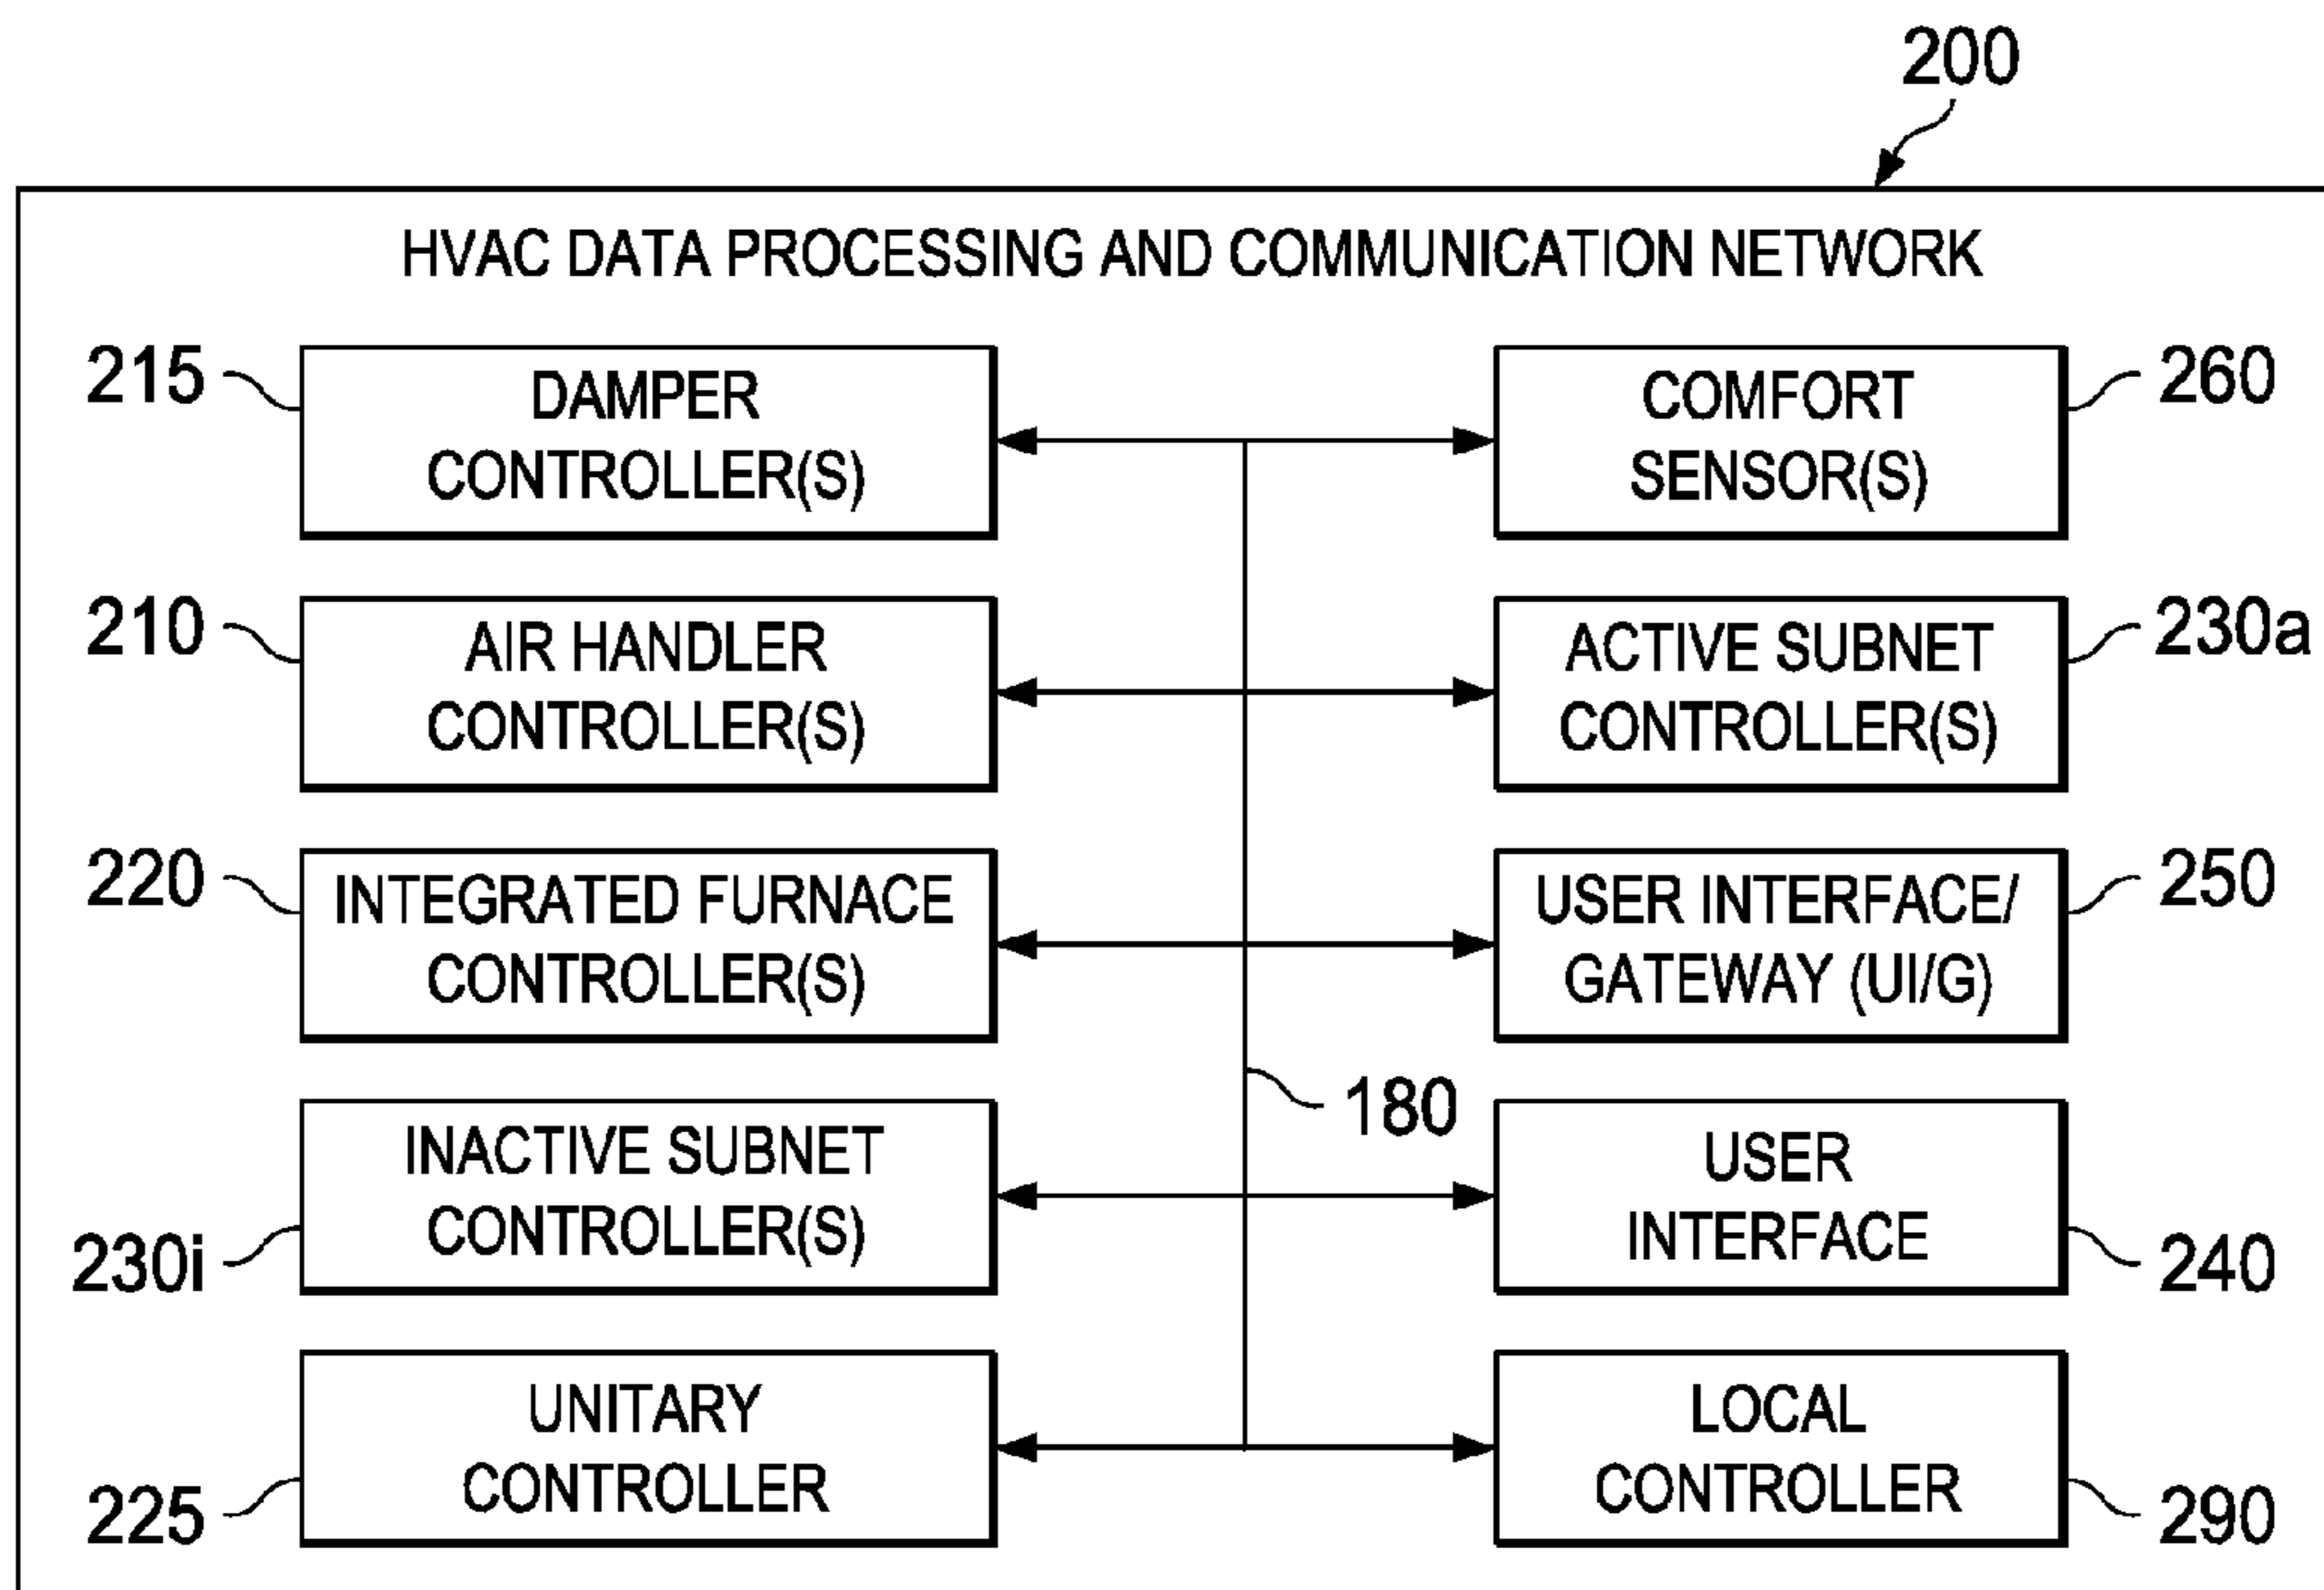 200
HVAC DATA PROCESSING AND COMMUNICATION NETWORK
215
DAMPER
CONTROLLER(S)
COMFORT
SENSOR(S)
260
210
AIR HANDLER
CONTROLLER(S)
ACTIVE SUBNET
CONTROLLER(S)
230a
220
INTEGRATED FURNACE
CONTROLLER(S)
USER INTERFACE/
GATEWAY (UI/G)
250
180
INACTIVE SUBNET
CONTROLLER(S)
230i
USER
INTERFACE
240
UNITARY
CONTROLLER
225
LOCAL
CONTROLLER
290